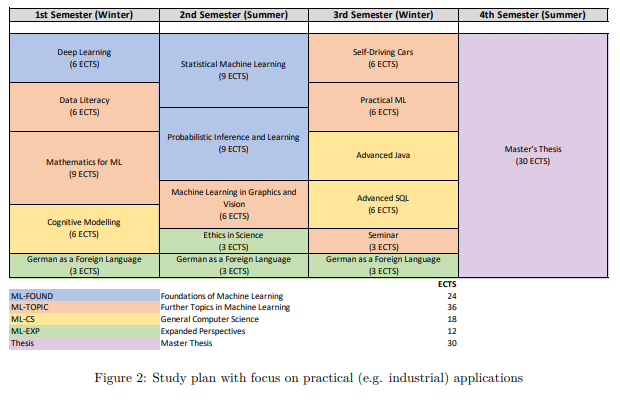 1st Semester (Winter) 2nd Semester (Summer) 3rd Semester (Winter) 4th Semester (Summer)
Deep Learning
(6 ECTS)
Data Literacy
(6 ECTS)
Mathematics for ML
(9 ECTS)
Cognitive Modelling
(6 ECTS)
German as a Foreign Language
(3 ECTS)
Statistical Machine Learning
(9 ECTS)
Probabilistic Inference and Learning
(9 ECTS)
Machine Learning in Graphics and
Vision
(6 ECTS)
Ethics in Science
(3 ECTS)
German as a Foreign Language
(3 ECTS)
Self-Driving Cars
(6 ECTS)
Practical ML
(6 ECTS)
Advanced Java
Advanced SQL
(6 ECTS)
Seminar
(3 ECTS)
German as a Foreign Language
(3 ECTS)
Master's Thesis
(30 ECTS)
ECTS
ML-FOUND Foundations of Machine Learning 24
ML-TOPIC Further Topics in Machine Learning 36
ML-CS General Computer Science 18
ML-EXP Expanded Perspectives 12
Thesis Master Thesis 30
Figure 2: Study plan with focus on practical (e.g. industrial) applications